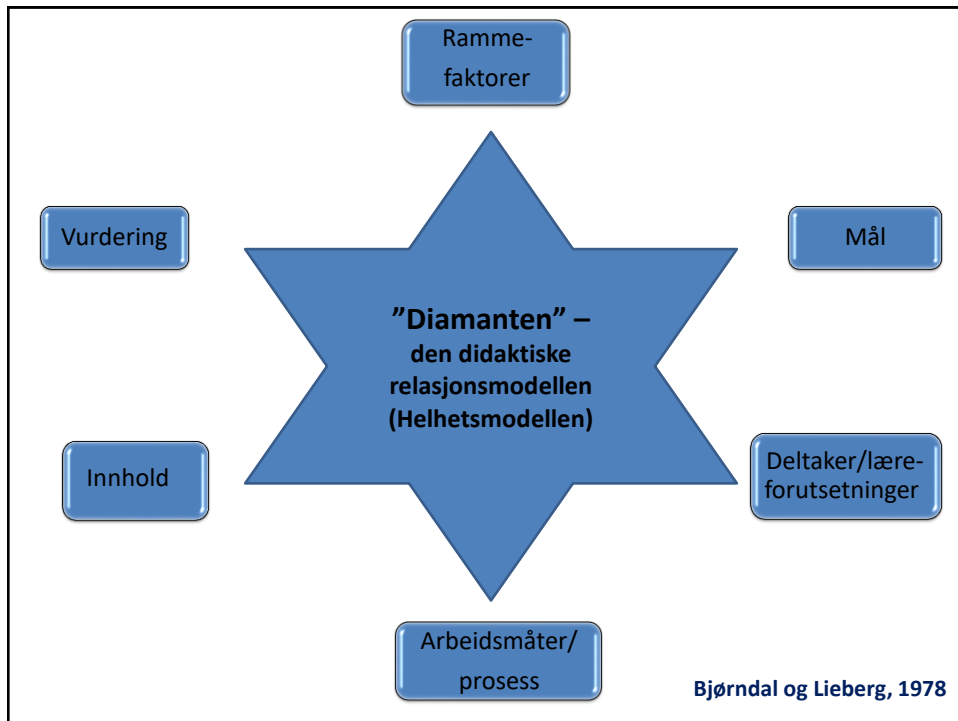 Ramme-
faktorer
Vurdering
Mål
”Diamanten” –
den didaktiske
relasjonsmodellen
(Helhetsmodellen)
Innhold
Deltaker/lære-
forutsetninger
Arbeidsmåter/
prosess
Bjørndal og Lieberg, 1978